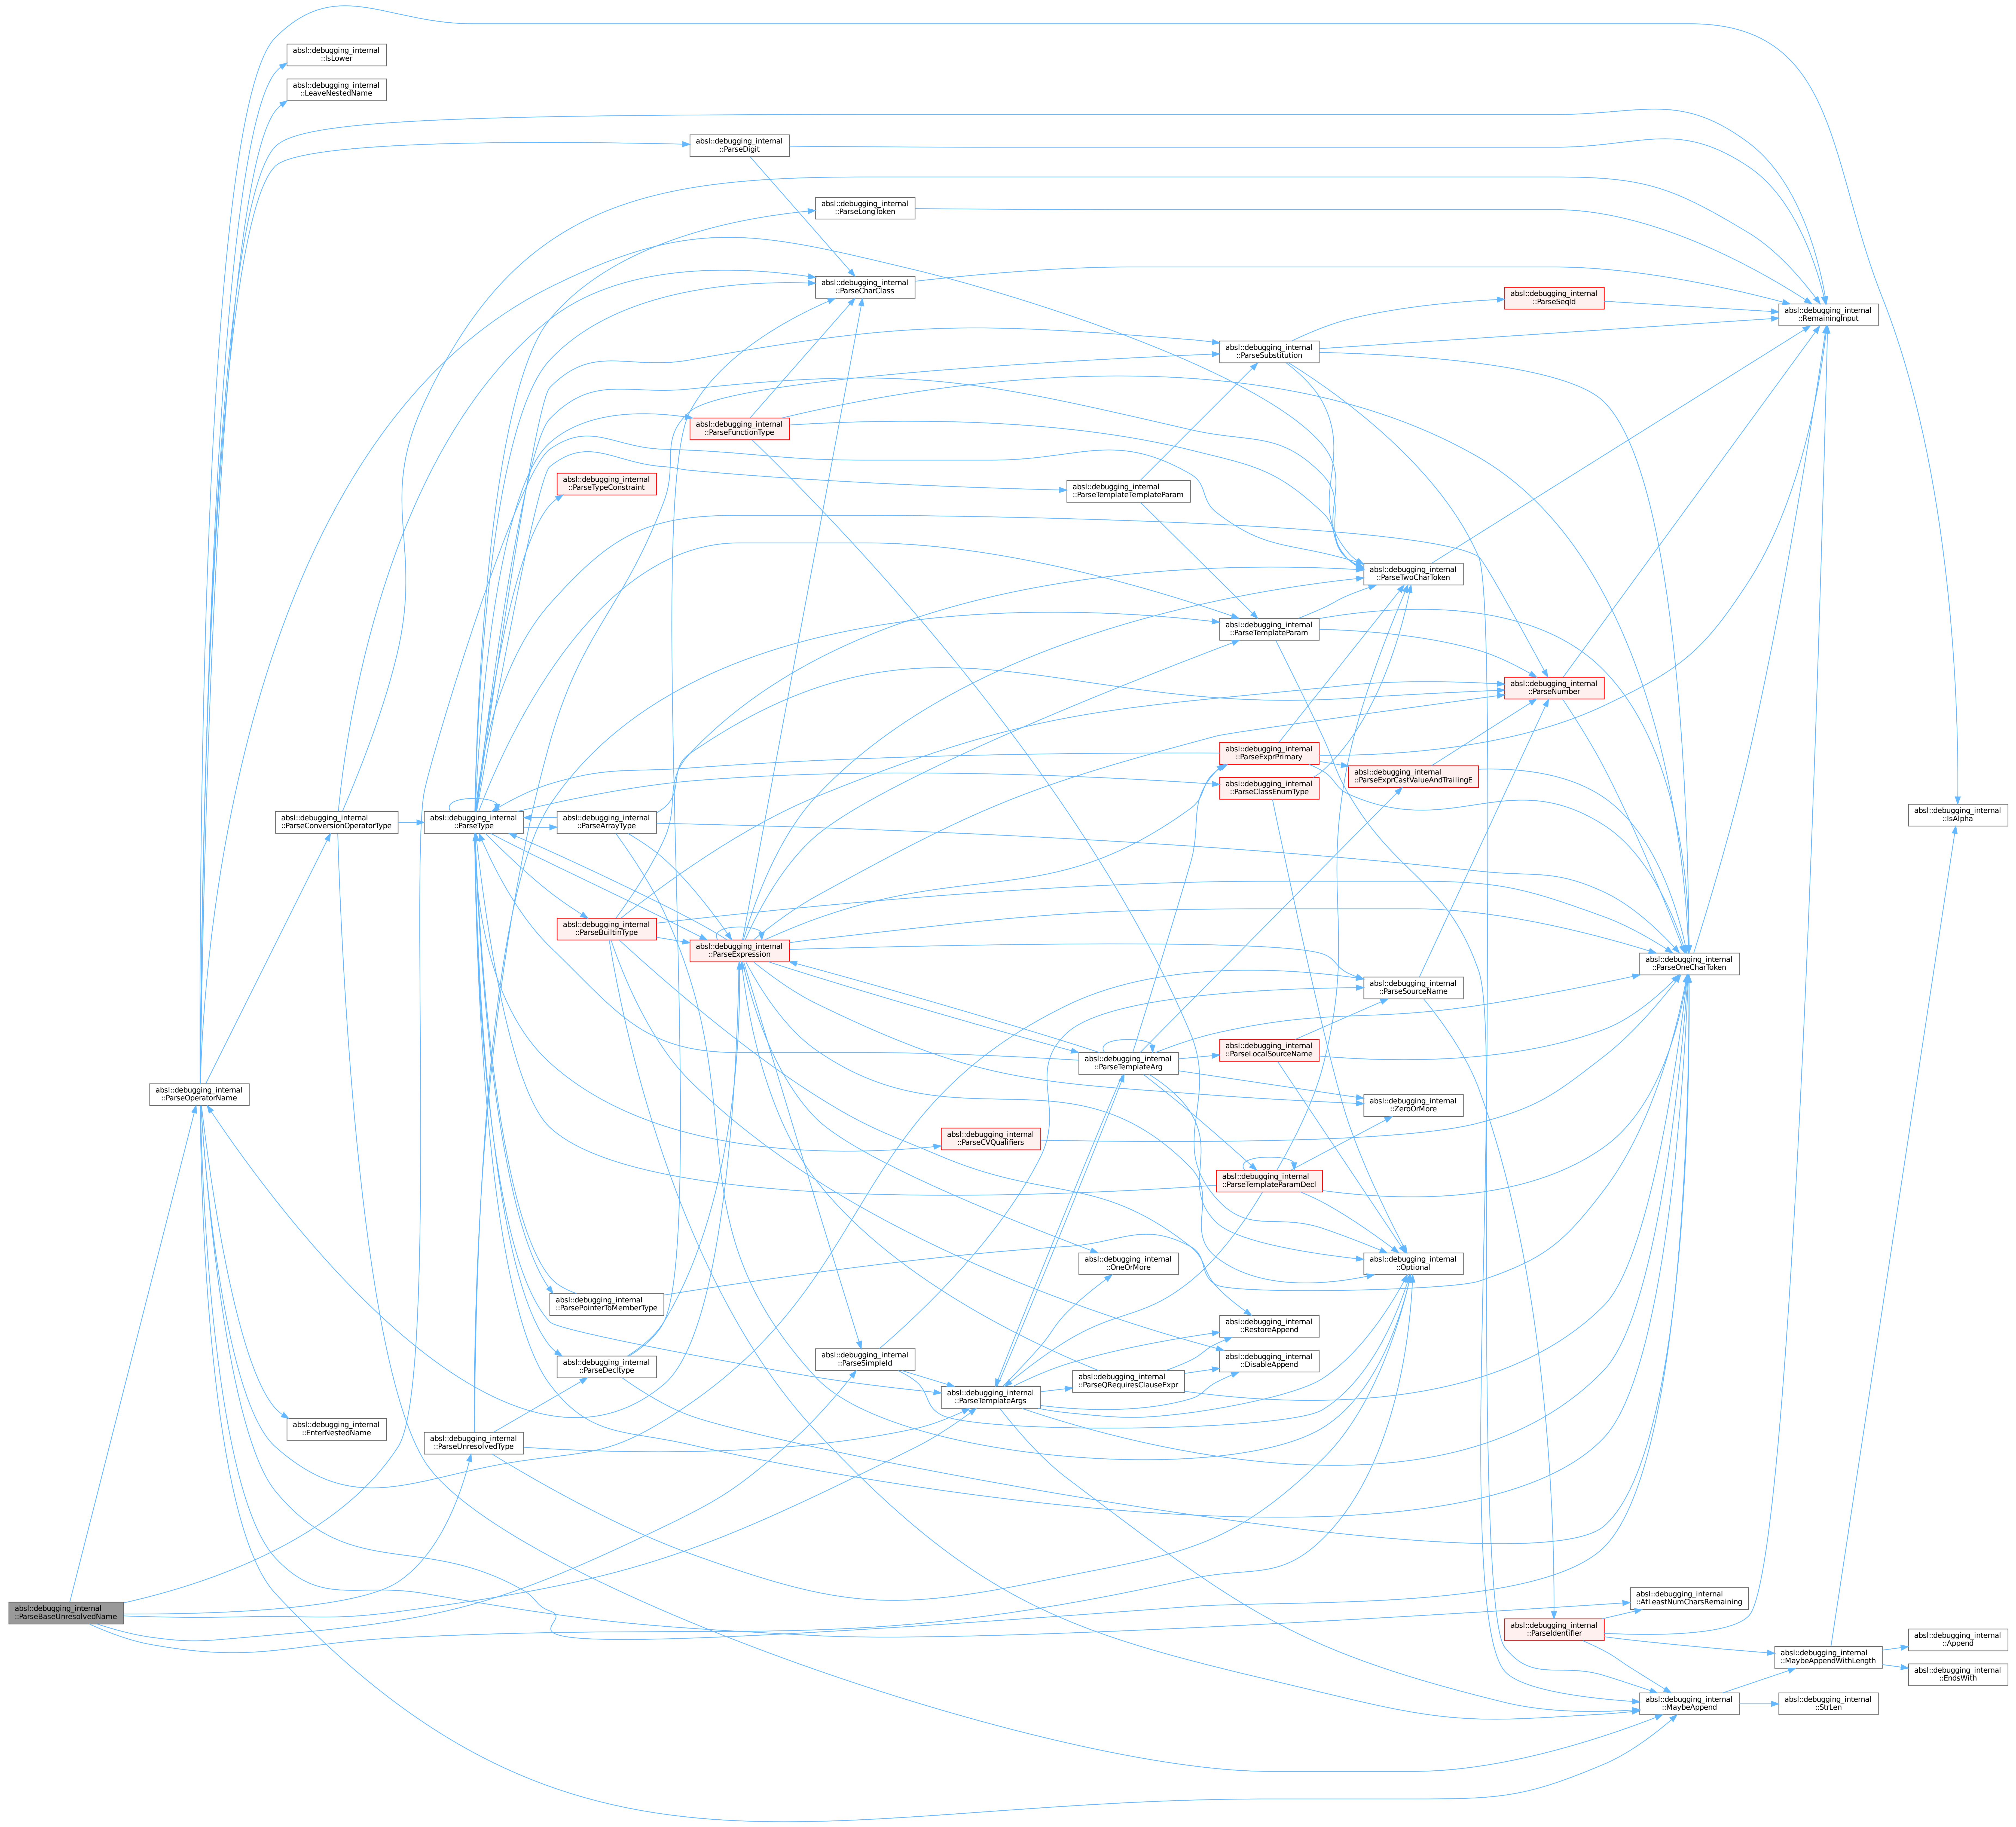 absl::debugging_internal
::IsLower
absl::debugging_internal
::LeaveNestedName
absl::debugging_internal
::ParseDigit
absl::debugging_internal
::ParseLongToken
absl::debugging_internal
::ParseCharClass
absl::debugging_internal
::ParseSeqId
absl::debugging_internal
::RemainingInput
absl::debugging_internal
::ParseSubstitution
absl::debugging_internal
::ParseFunctionType
absl::debugging_internal
::ParseTypeConstraint
absl::debugging_internal
::ParseTemplateTemplateParam
absl::debugging_internal
::ParseTwoCharToken
absl::debugging_internal
::ParseTemplateParam
absl::debugging_internal
::ParseNumber
absl::debugging_internal
::ParseExprPrimary
absl::debugging_internal
::ParseExprCastValueAndTrailingE
absl::debugging_internal
::ParseClassEnumType
absl::debugging_internal
::IsAlpha
absl::debugging_internal
::ParseConversionOperatorType
absl::debugging_internal
::ParseType
absl::debugging_internal
::ParseArrayType
absl::debugging_internal
::ParseBuiltinType
absl::debugging_internal
::ParseExpression
absl::debugging_internal
::ParseOneCharToken
absl::debugging_internal
::ParseSourceName
absl::debugging_internal
::ParseLocalSourceName
absl::debugging_internal
::ParseTemplateArg
absl::debugging_internal
::ParseOperatorName
absl::debugging_internal
::ZeroOrMore
absl::debugging_internal
::ParseCVQualifiers
absl::debugging_internal
::ParseTemplateParamDecl
absl::debugging_internal
::OneOrMore
absl::debugging_internal
::Optional
absl::debugging_internal
::ParsePointerToMemberType
absl::debugging_internal
::RestoreAppend
absl::debugging_internal
::DisableAppend
absl::debugging_internal
::ParseSimpleId
absl::debugging_internal
::ParseDecltype
absl::debugging_internal
::ParseQRequiresClauseExpr
absl::debugging_internal
::ParseTemplateArgs
absl::debugging_internal
::EnterNestedName
absl::debugging_internal
::ParseUnresolvedType
absl::debugging_internal
::AtLeastNumCharsRemaining
absl::debugging_internal
::ParseBaseUnresolvedName
absl::debugging_internal
::ParseIdentifier
absl::debugging_internal
::Append
absl::debugging_internal
::MaybeAppendWithLength
absl::debugging_internal
::EndsWith
absl::debugging_internal
::MaybeAppend
absl::debugging_internal
::StrLen